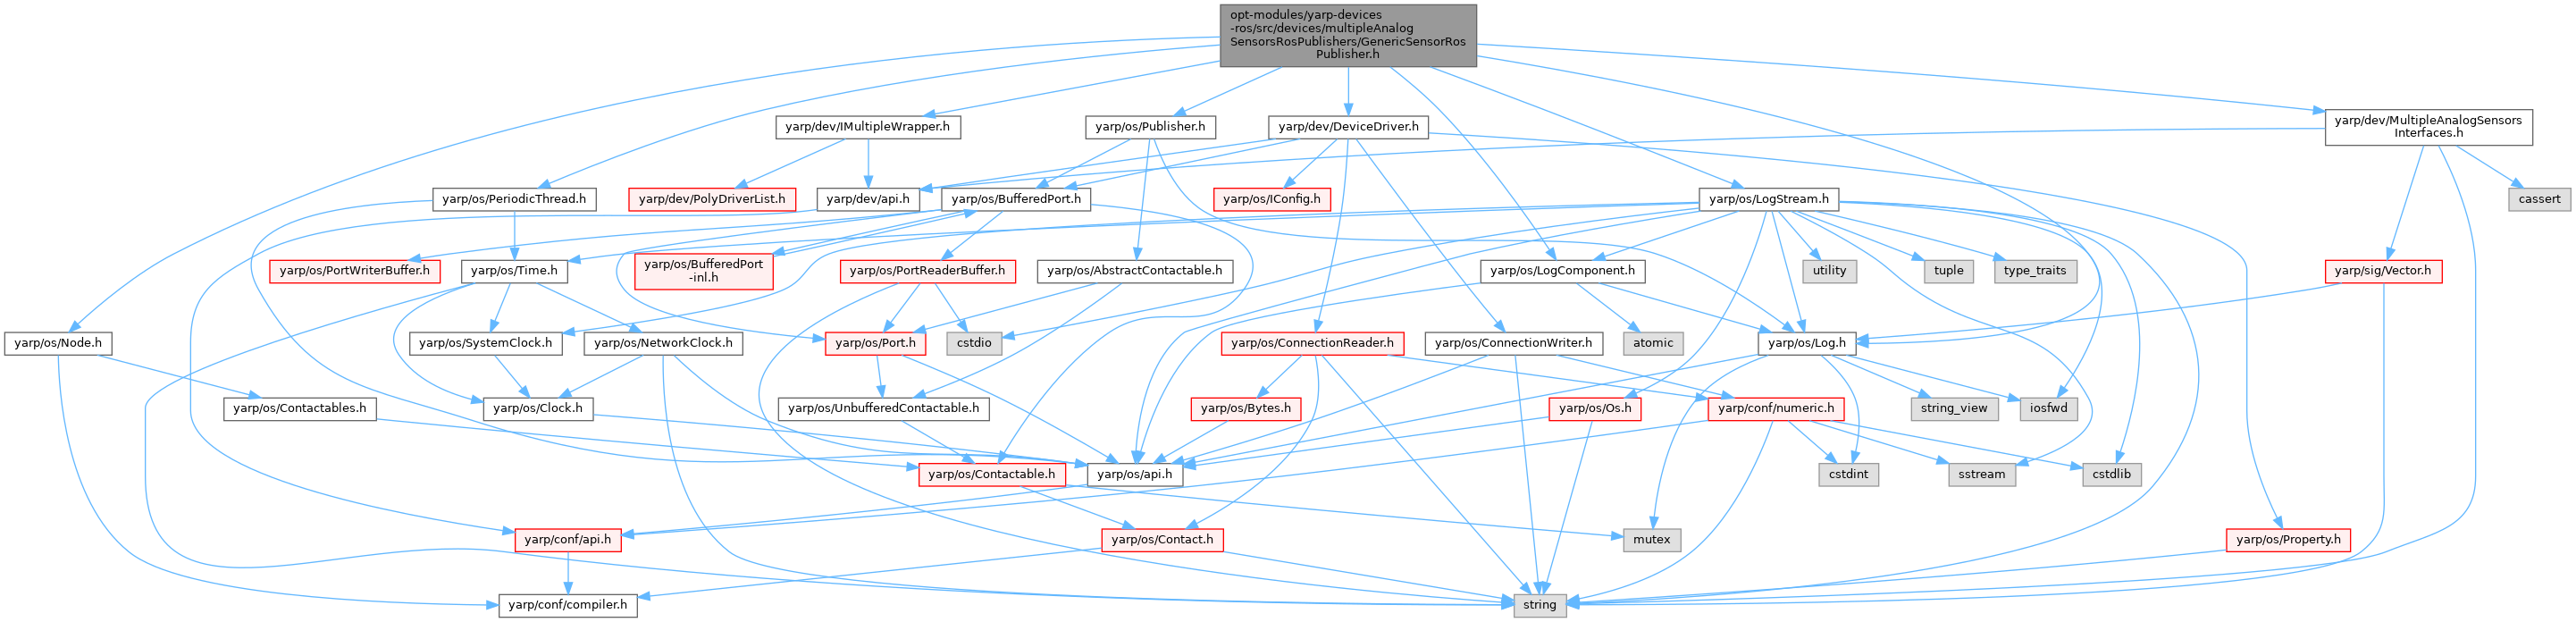 opt-modules/yarp-devices
-ros/src/devices/multipleAnalog
SensorsRosPublishers/GenericSensorRos
Publisher.h
yarp/dev/IMultipleWrapper.h
yarp/os/Publisher.h
yarp/dev/DeviceDriver.h
yarp/dev/MultipleAnalogSensors
Interfaces.h
yarp/os/PeriodicThread.h
yarp/dev/PolyDriverList.h
yarp/dev/api.h
yarp/os/BufferedPort.h
yarp/os/IConfig.h
yarp/os/LogStream.h
cassert
yarp/os/PortWriterBuffer.h
yarp/os/Time.h
yarp/os/BufferedPort
-inl.h
yarp/os/PortReaderBuffer.h
yarp/os/AbstractContactable.h
yarp/os/LogComponent.h
utility
tuple
type_traits
yarp/sig/Vector.h
yarp/os/Node.h
yarp/os/SystemClock.h
yarp/os/NetworkClock.h
yarp/os/Port.h
cstdio
yarp/os/ConnectionReader.h
yarp/os/ConnectionWriter.h
atomic
yarp/os/Log.h
yarp/os/Contactables.h
yarp/os/Clock.h
yarp/os/UnbufferedContactable.h
yarp/os/Bytes.h
yarp/os/Os.h
yarp/conf/numeric.h
string_view
iosfwd
yarp/os/Contactable.h
yarp/os/api.h
cstdint
sstream
cstdlib
yarp/conf/api.h
yarp/os/Contact.h
mutex
yarp/os/Property.h
yarp/conf/compiler.h
string